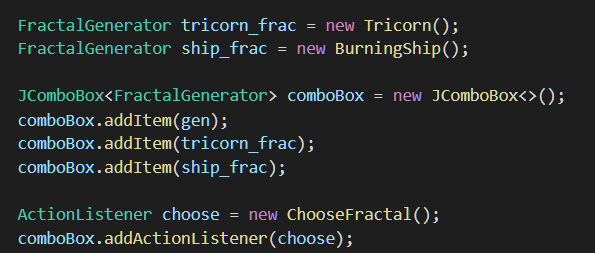 FractalGenerator tricorn_frac = new Tricorn();
FractalGenerator ship_frac = new BurningShip();
JComboBox<FractalGenerator> comboBox = new JComboBox<>();
comboBox.addItem(gen);
comboBox.addItem(tricorn_frac);
comboBox.addItem(ship_frac);
ActionListener choose = new ChooseFractal();
comboBox.addActionListener(choose);